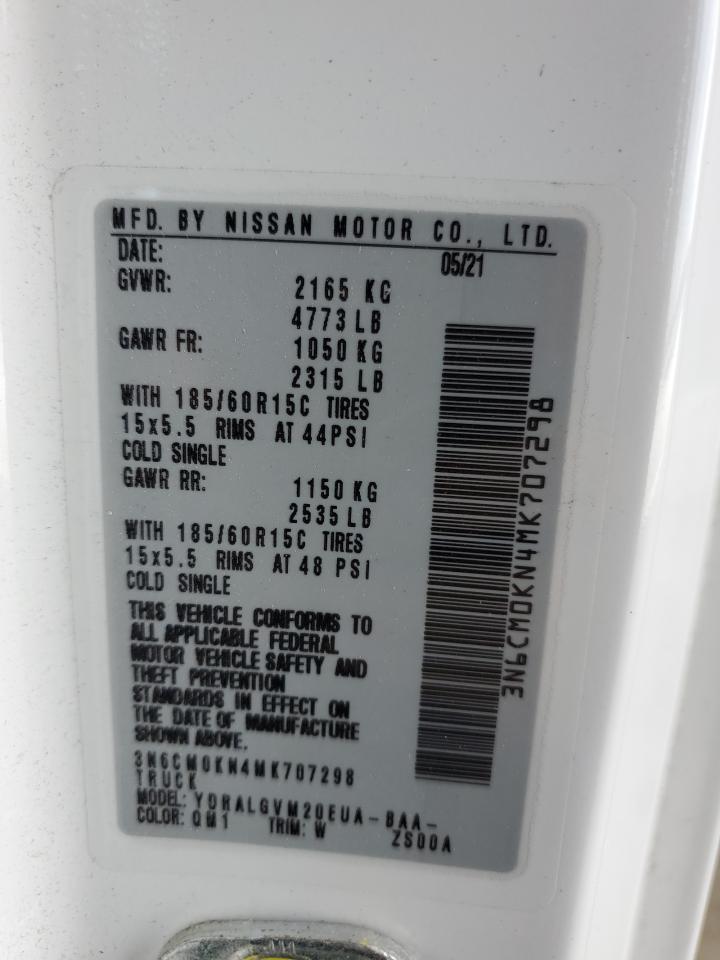 MFD. BY NISSAN MOTOR CO., LTD.
DATE: 05/21
GVWR: 2165 KG
4773 LB
GAWR FR: 1050 KG
2315 LB
WITH 185/60R15C TIRES
15x5.5 RIMS AT 44PSI
COLD SINGLE
GAWR RR: 1150 KG
2535 LB
WITH 185/60R15C TIRES
15x5.5 RIMS AT 48 PSI
COLD SINGLE
THIS VEHICLE CONFORMS TO
ALL APPLICABLE FEDERAL
MOTOR VEHICLE SAFETY AND
THEFT PREVENTION
STANDARDS IN EFFECT ON
THE DATE OF MANUFACTURE
SHOWN ABOVE.
3N6CM0KN4MK707298
TRUCK
MODEL: YDRALGVM20EUA-BAA-
ZS00A
COLOR: QM1 TRIM: W
3N6CM0KN4MK707298